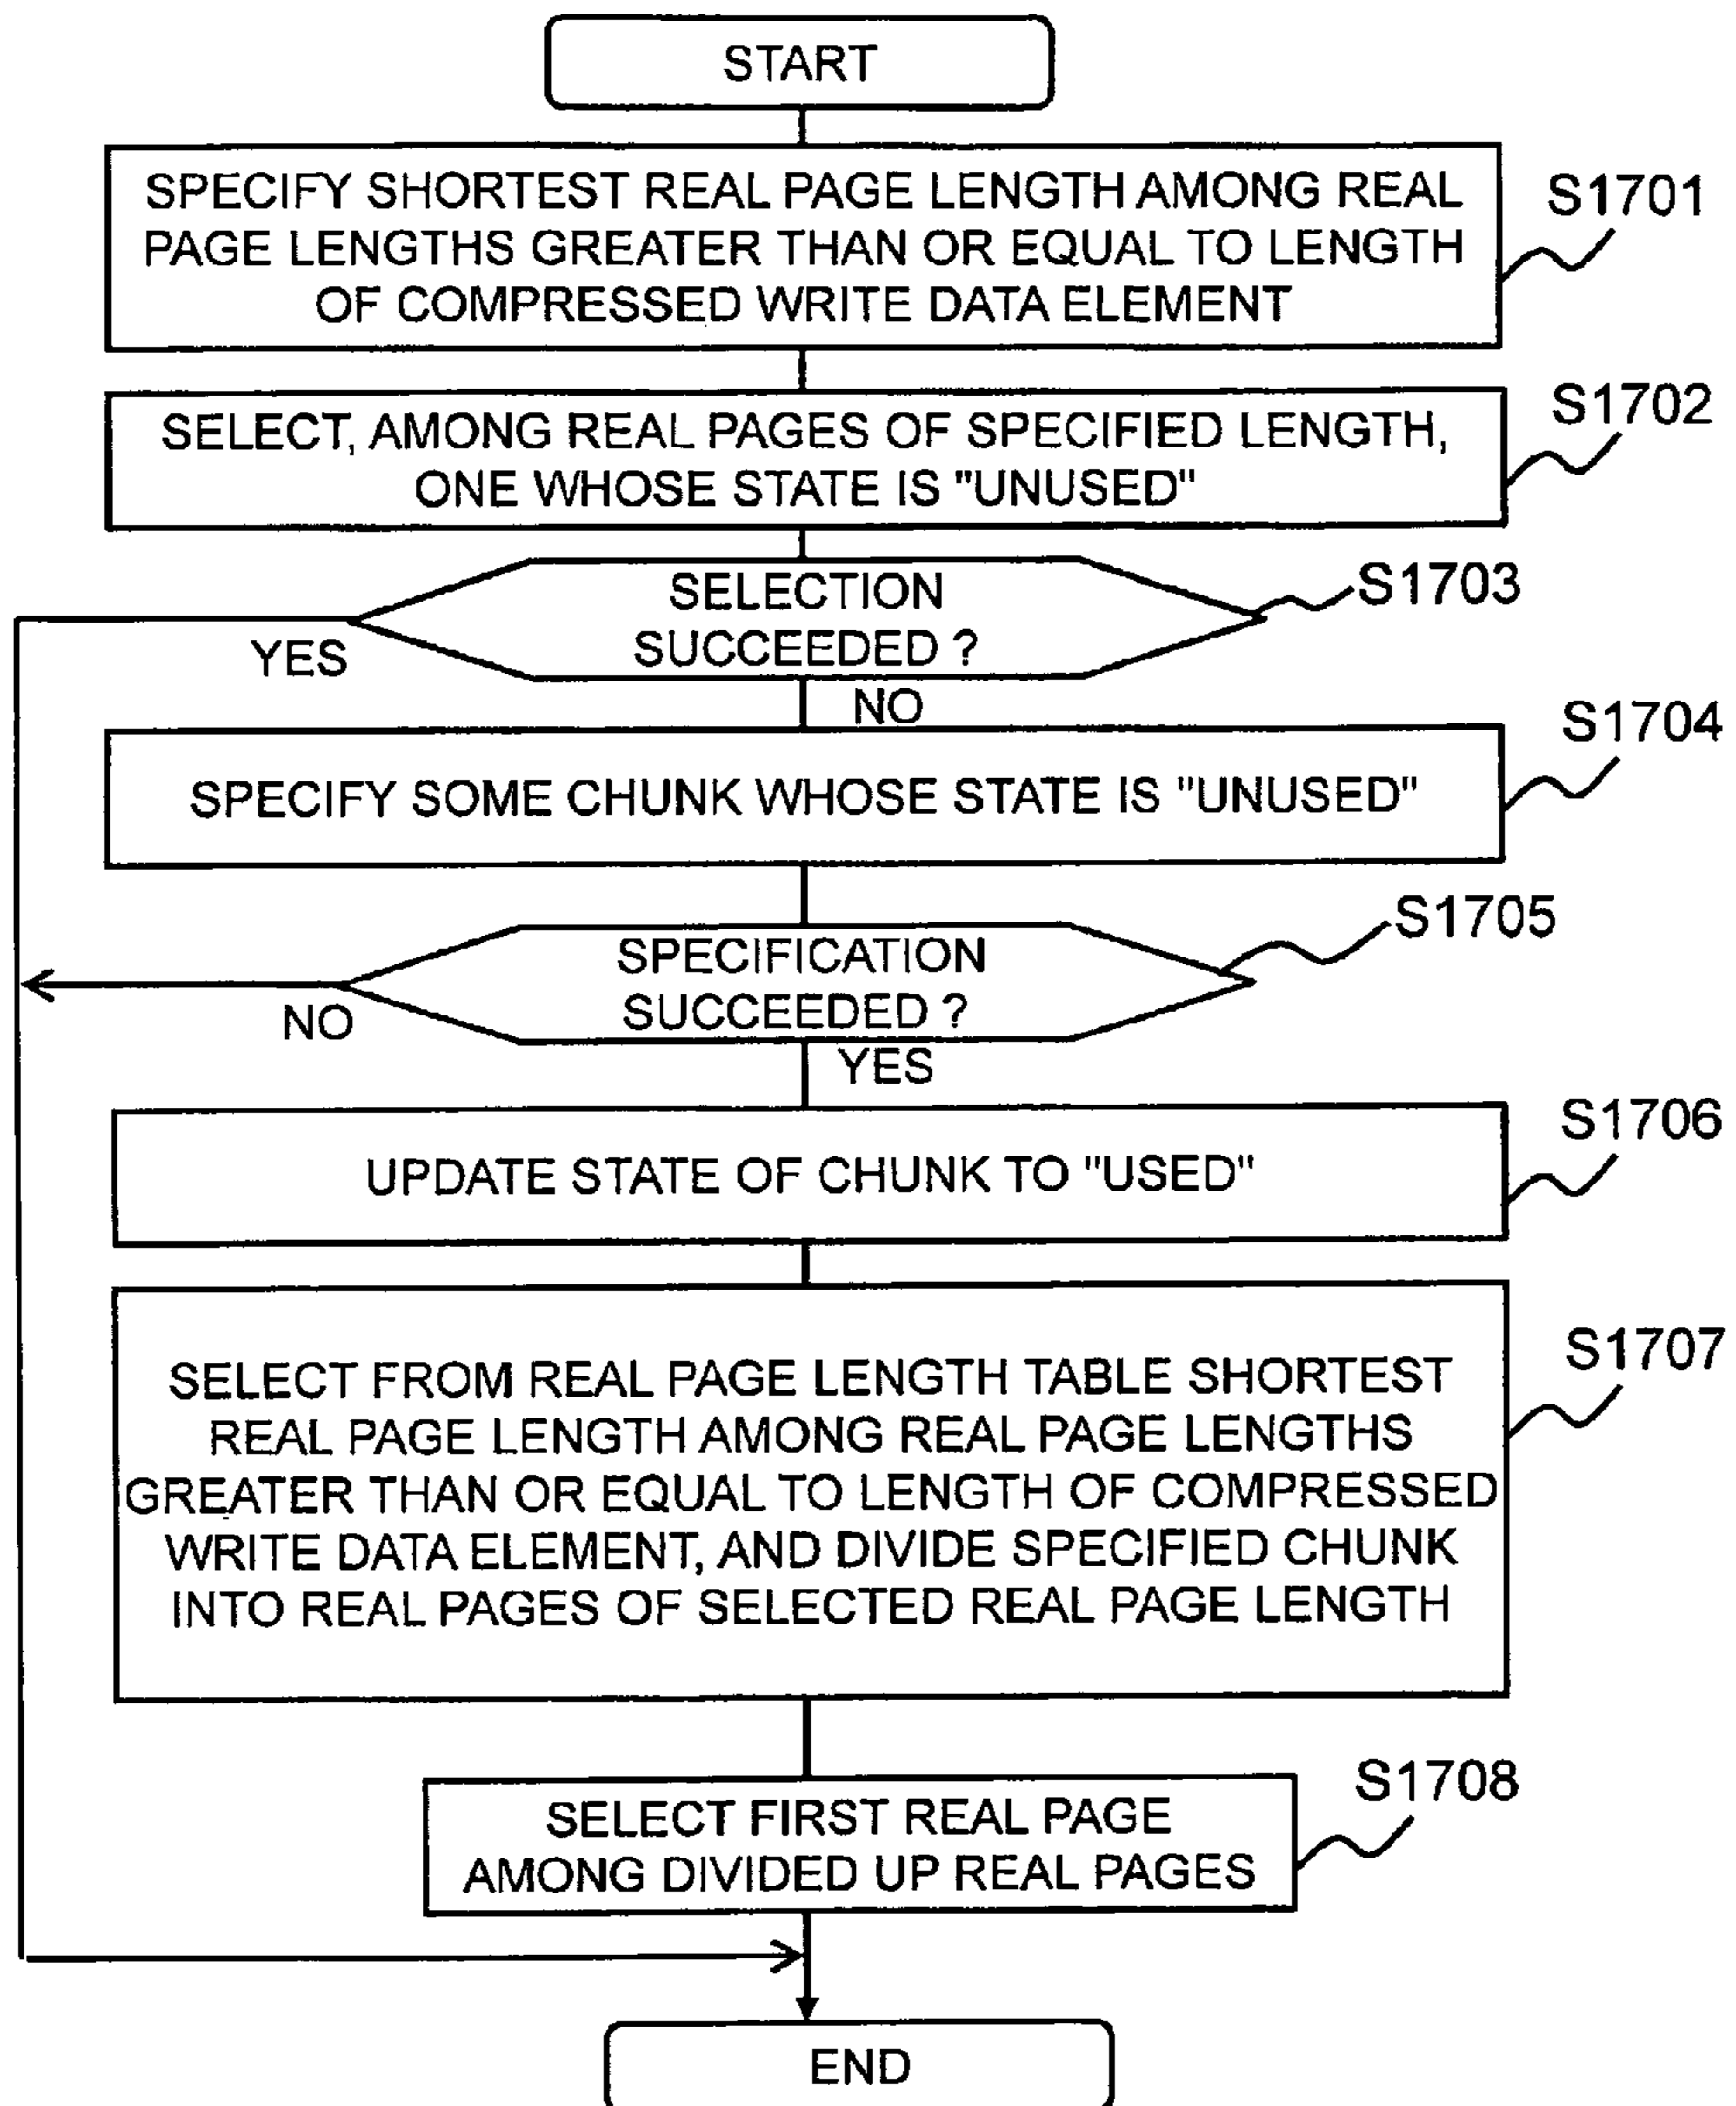 START
SPECIFY SHORTEST REAL PAGE LENGTH AMONG REAL
PAGE LENGTHS GREATER THAN OR EQUAL TO LENGTH
OF COMPRESSED WRITE DATA ELEMENT
S1701
SELECT, AMONG REAL PAGES OF SPECIFIED LENGTH,
ONE WHOSE STATE IS "UNUSED"
S1702
SELECTION
SUCCEEDED ?
S1703
YES
NO
SPECIFY SOME CHUNK WHOSE STATE IS "UNUSED"
S1704
SPECIFICATION
SUCCEEDED ?
S1705
NO
YES
UPDATE STATE OF CHUNK TO "USED"
S1706
SELECT FROM REAL PAGE LENGTH TABLE SHORTEST
REAL PAGE LENGTH AMONG REAL PAGE LENGTHS
GREATER THAN OR EQUAL TO LENGTH OF COMPRESSED
WRITE DATA ELEMENT, AND DIVIDE SPECIFIED CHUNK
INTO REAL PAGES OF SELECTED REAL PAGE LENGTH
S1707
SELECT FIRST REAL PAGE
AMONG DIVIDED UP REAL PAGES
S1708
END